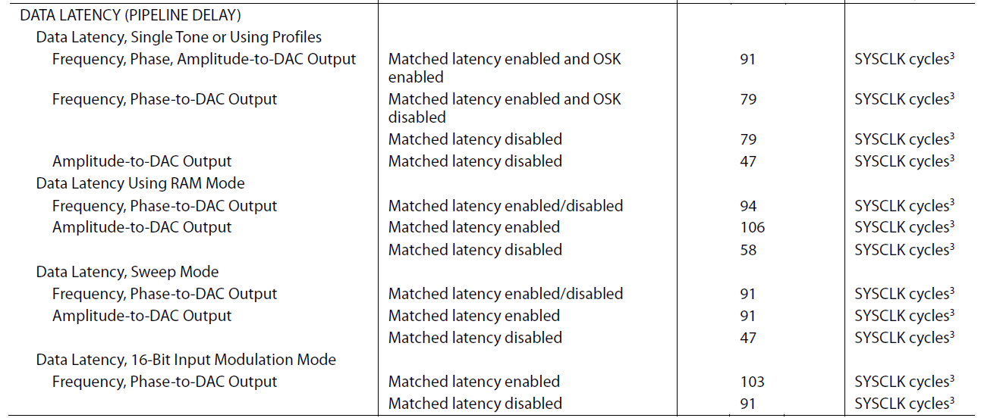 DATA LATENCY (PIPELINE DELAY)
Data Latency, Single Tone or Using Profiles
Frequency, Phase, Amplitude-to-DAC Output Matched latency enabled and OSK enabled 91 SYSCLK cycles³
Frequency, Phase-to-DAC Output Matched latency enabled and OSK disabled 79 SYSCLK cycles³
Matched latency disabled 79 SYSCLK cycles³
Amplitude-to-DAC Output Matched latency disabled 47 SYSCLK cycles³
Data Latency Using RAM Mode
Frequency, Phase-to-DAC Output Matched latency enabled/disabled 94 SYSCLK cycles³
Amplitude-to-DAC Output Matched latency enabled 106 SYSCLK cycles³
Matched latency disabled 58 SYSCLK cycles³
Data Latency, Sweep Mode
Frequency, Phase-to-DAC Output Matched latency enabled/disabled 91 SYSCLK cycles³
Amplitude-to-DAC Output Matched latency enabled 91 SYSCLK cycles³
Matched latency disabled 47 SYSCLK cycles³
Data Latency, 16-Bit Input Modulation Mode
Frequency, Phase-to-DAC Output Matched latency enabled 103 SYSCLK cycles³
Matched latency disabled 91 SYSCLK cycles³